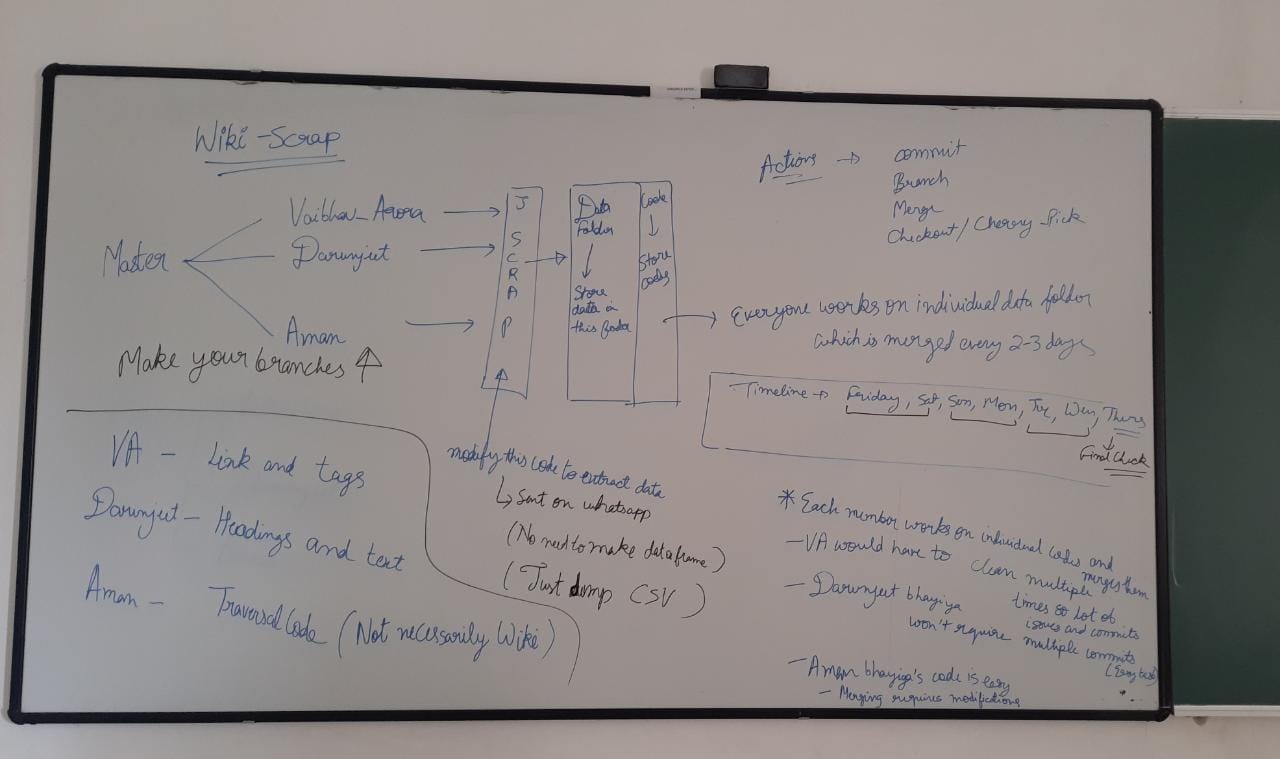 Wiki-Scrap
Master
Vaibhav_Arora
Darunjeet
Aman
Make your branches
J
S
C
R
A
P
Data
Folder
Store
data in
this folder
Code
Store
codes
Actions → commit
Branch
Merge
Checkout/Cherry-Pick
Everyone works on individual data folder
which is merged every 2-3 days
Timeline → Friday, Sat, Sun, Mon, Tue, Wed, Thurs
Final Check
VA - Link and tags
Darunjeet - Headings and text
Aman - Traversal Code (Not necessarily Wiki)
modify this code to extract data
Sent on whatsapp
(No need to make dataframe)
(Just dump CSV)
* Each member works on individual codes and
merges them
- VA would have to clean multiple
times so lot of
issues and commits
- Darunjeet bhayiya
won't require multiple commits
(Easy task)
- Aman bhayiya's code is easy
- Merging requires modifications